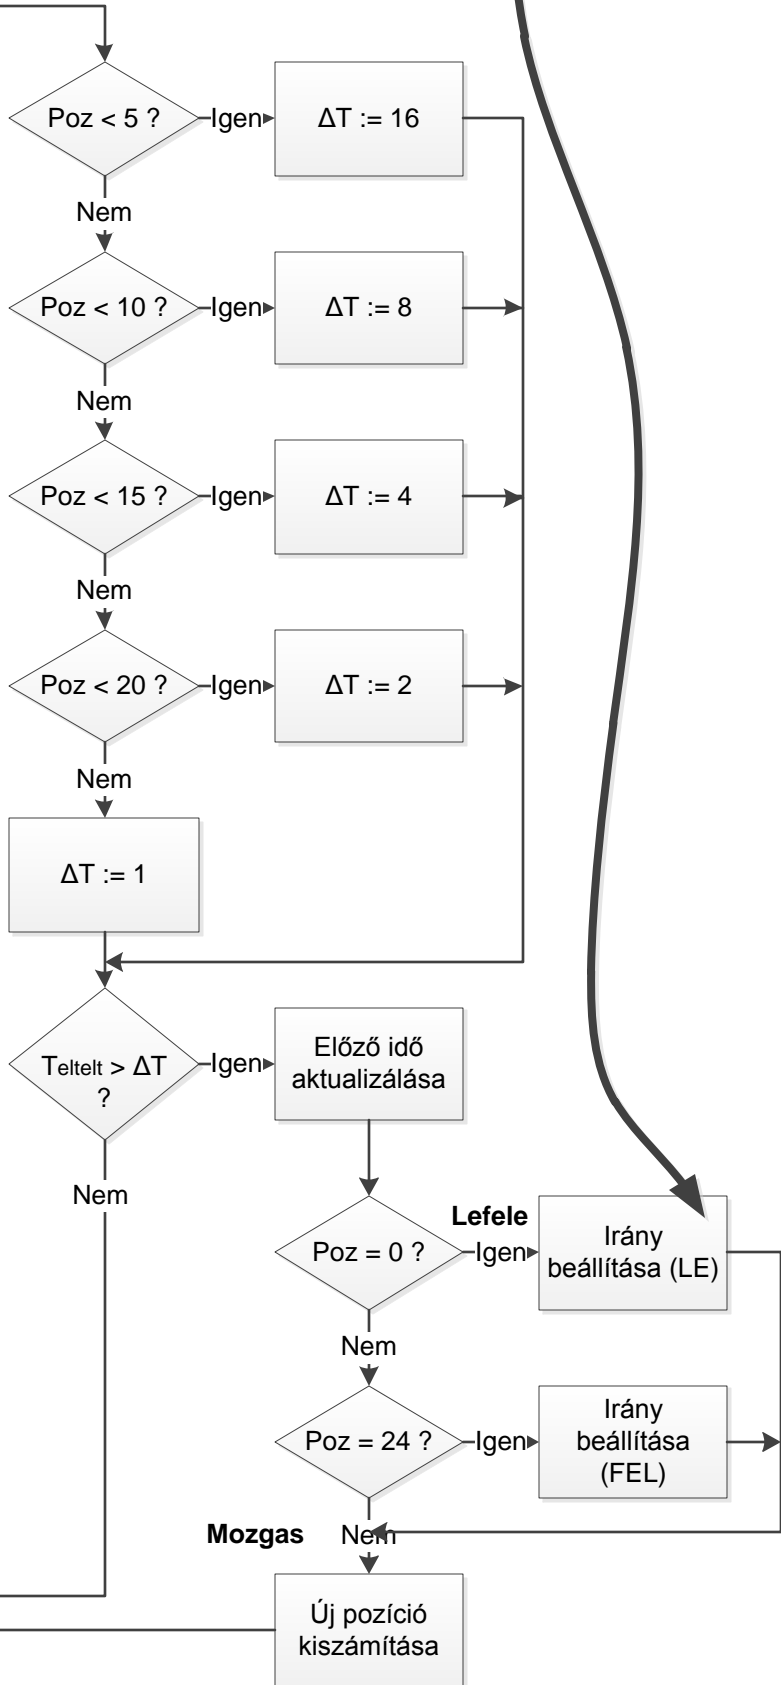 Poz < 5 ?
Igen
ΔT := 16
Nem
Poz < 10 ?
Igen
ΔT := 8
Nem
Poz < 15 ?
Igen
ΔT := 4
Nem
Poz < 20 ?
Igen
ΔT := 2
Nem
ΔT := 1
Teltelt > ΔT
?
Igen
Előző idő
aktualizálása
Nem
Poz = 0 ?
Lefele
Igen
Irány
beállítása (LE)
Nem
Poz = 24 ?
Igen
Irány
beállítása
(FEL)
Mozgas
Nem
Új pozíció
kiszámítása